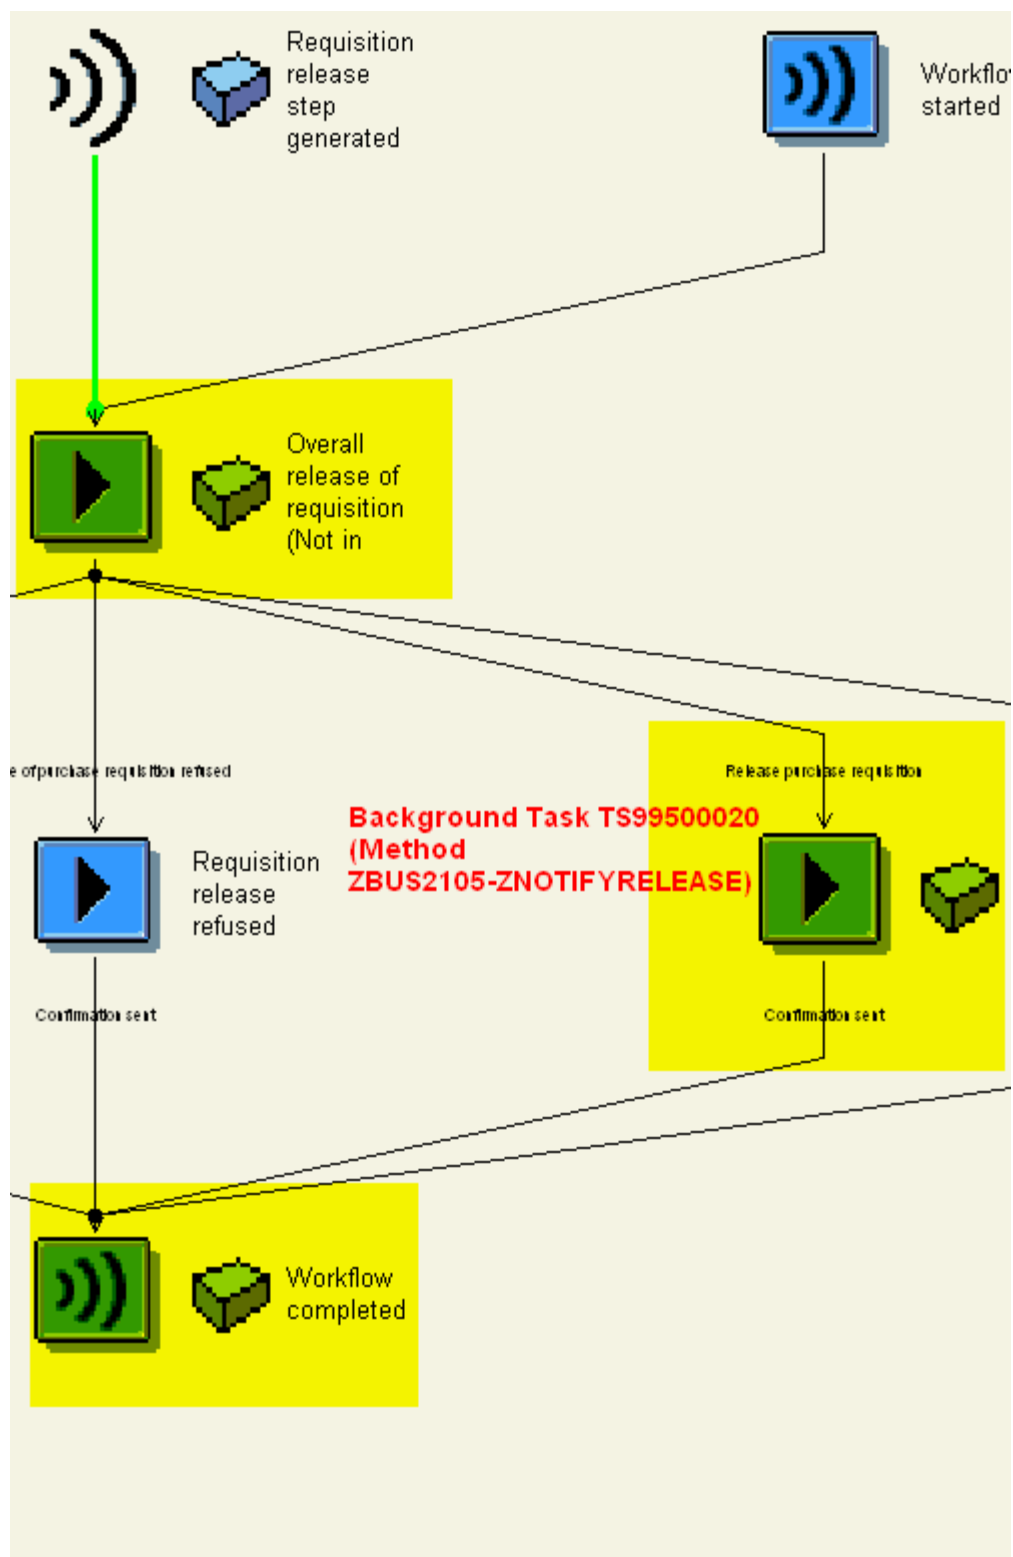 Requisition
release
step
generated
Workflo
started
Overall
release of
requisition
(Not in
e of purchase requisition refused
Release purchase requisition
Background Task TS99500020
(Method
ZBUS2105-ZNOTIFYRELEASE)
Requisition
release
refused
Confirmation sent
Confirmation sent
Workflow
completed